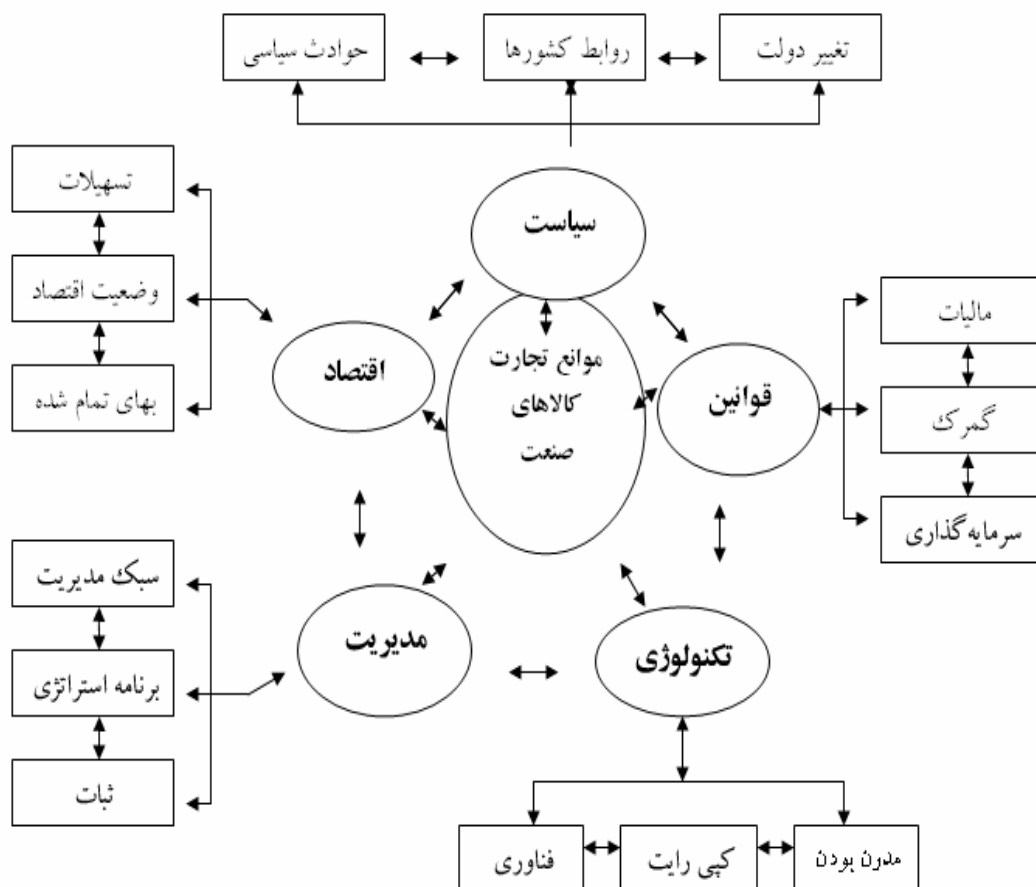 تغییر دولت
روابط کشورها
حوادث سیاسی
سیاست
تسهیلات
وضعیت اقتصاد
بهای تمام شده
اقتصاد
موانع تجارت
کالاهای
صنعت
قوانین
مالیات
گمرک
سرمایه گذاری
سبک مدیریت
برنامه استراتژی
ثبات
مدیریت
تکنولوژی
مدرن بودن
کپی رایت
فناوری